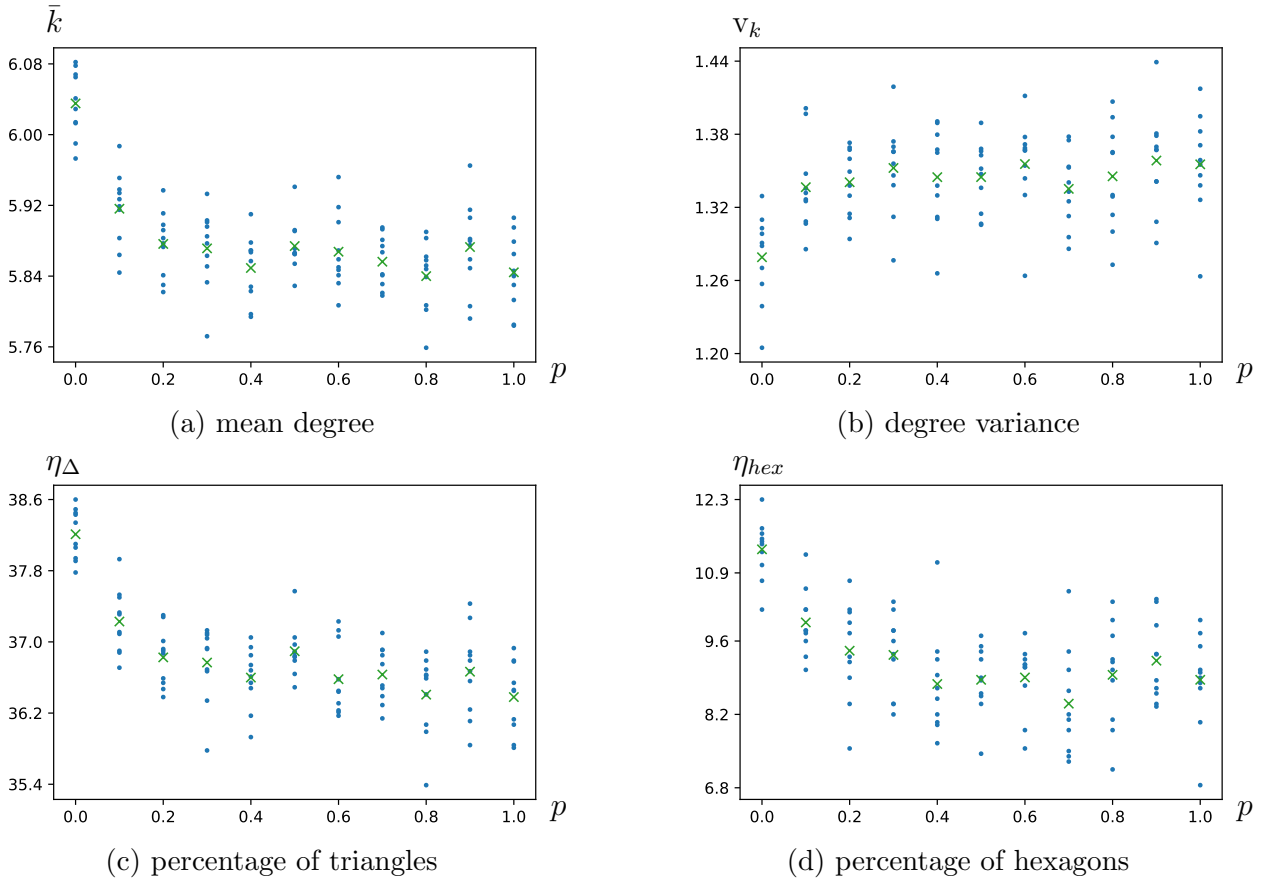 k̄
6.08
6.00
5.92
5.84
5.76
0.0 0.2 0.4 0.6 0.8 1.0 p
(a) mean degree
v_k
1.44
1.38
1.32
1.26
1.20
0.0 0.2 0.4 0.6 0.8 1.0 p
(b) degree variance
η_Δ
38.6
37.8
37.0
36.2
35.4
0.0 0.2 0.4 0.6 0.8 1.0 p
(c) percentage of triangles
η_hex
12.3
10.9
9.6
8.2
6.8
0.0 0.2 0.4 0.6 0.8 1.0 p
(d) percentage of hexagons